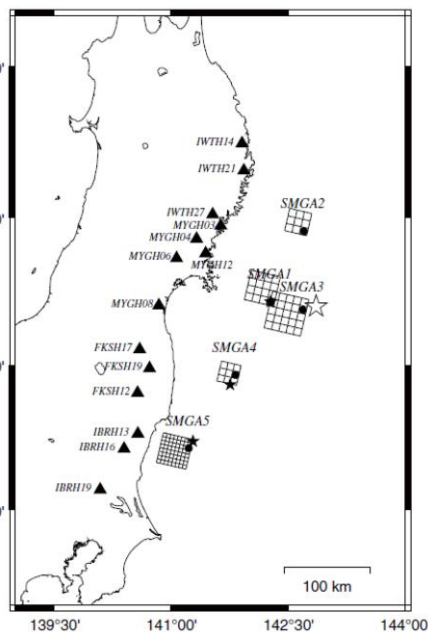 IWTH14
IWTH21
SMGA2
IWTH27
MYGH03
MYGH04
MYGH06
MYGH12
SMGA1
SMGA3
MYGH08
FKSH17
SMGA4
FKSH19
FKSH12
SMGA5
IBRH13
IBRH16
IBRH19
100 km
139°30' 141°00' 142°30' 144°00'